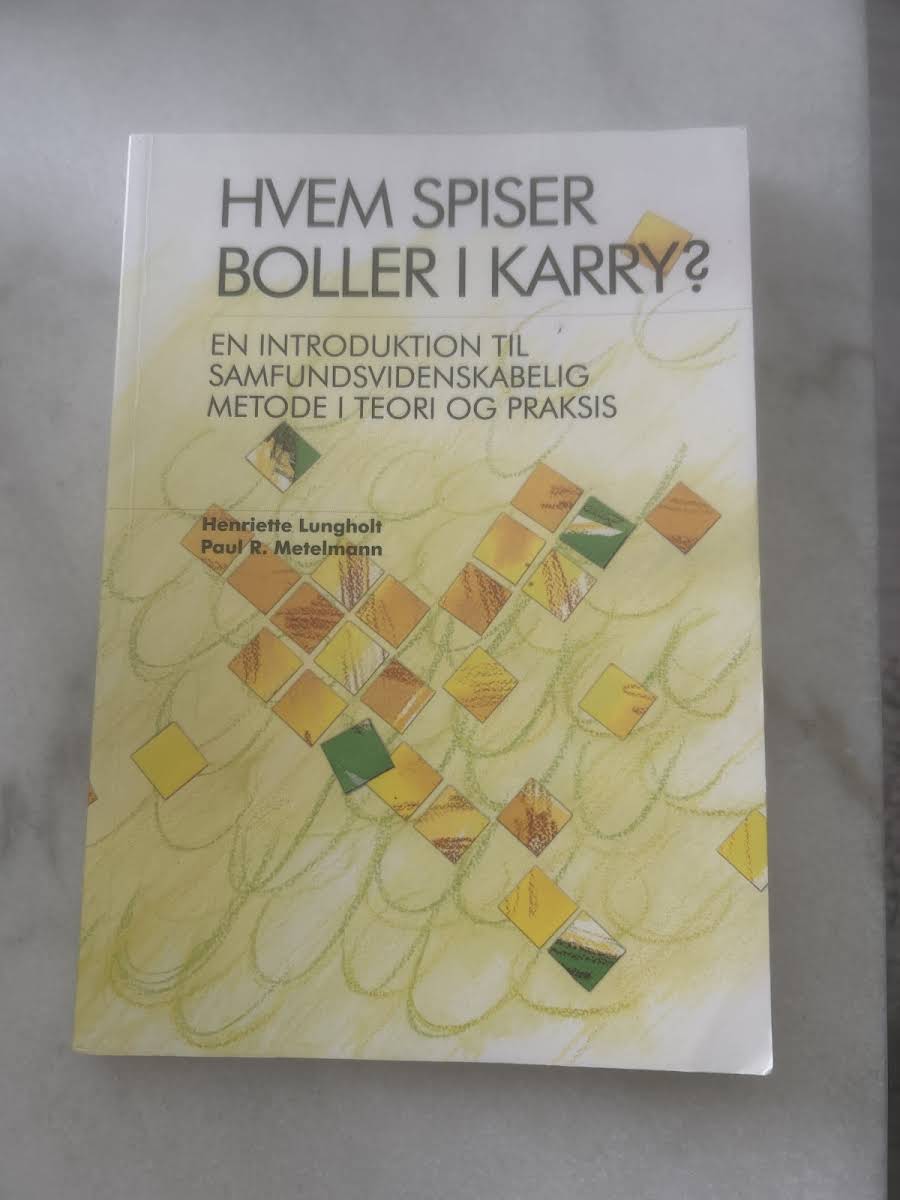 HVEM SPISER
BOLLER I KARRY?
EN INTRODUKTION TIL
SAMFUNDSVIDENSKABELIG
METODE I TEORI OG PRAKSIS
Henriette Lungholt
Paul R. Metelmann